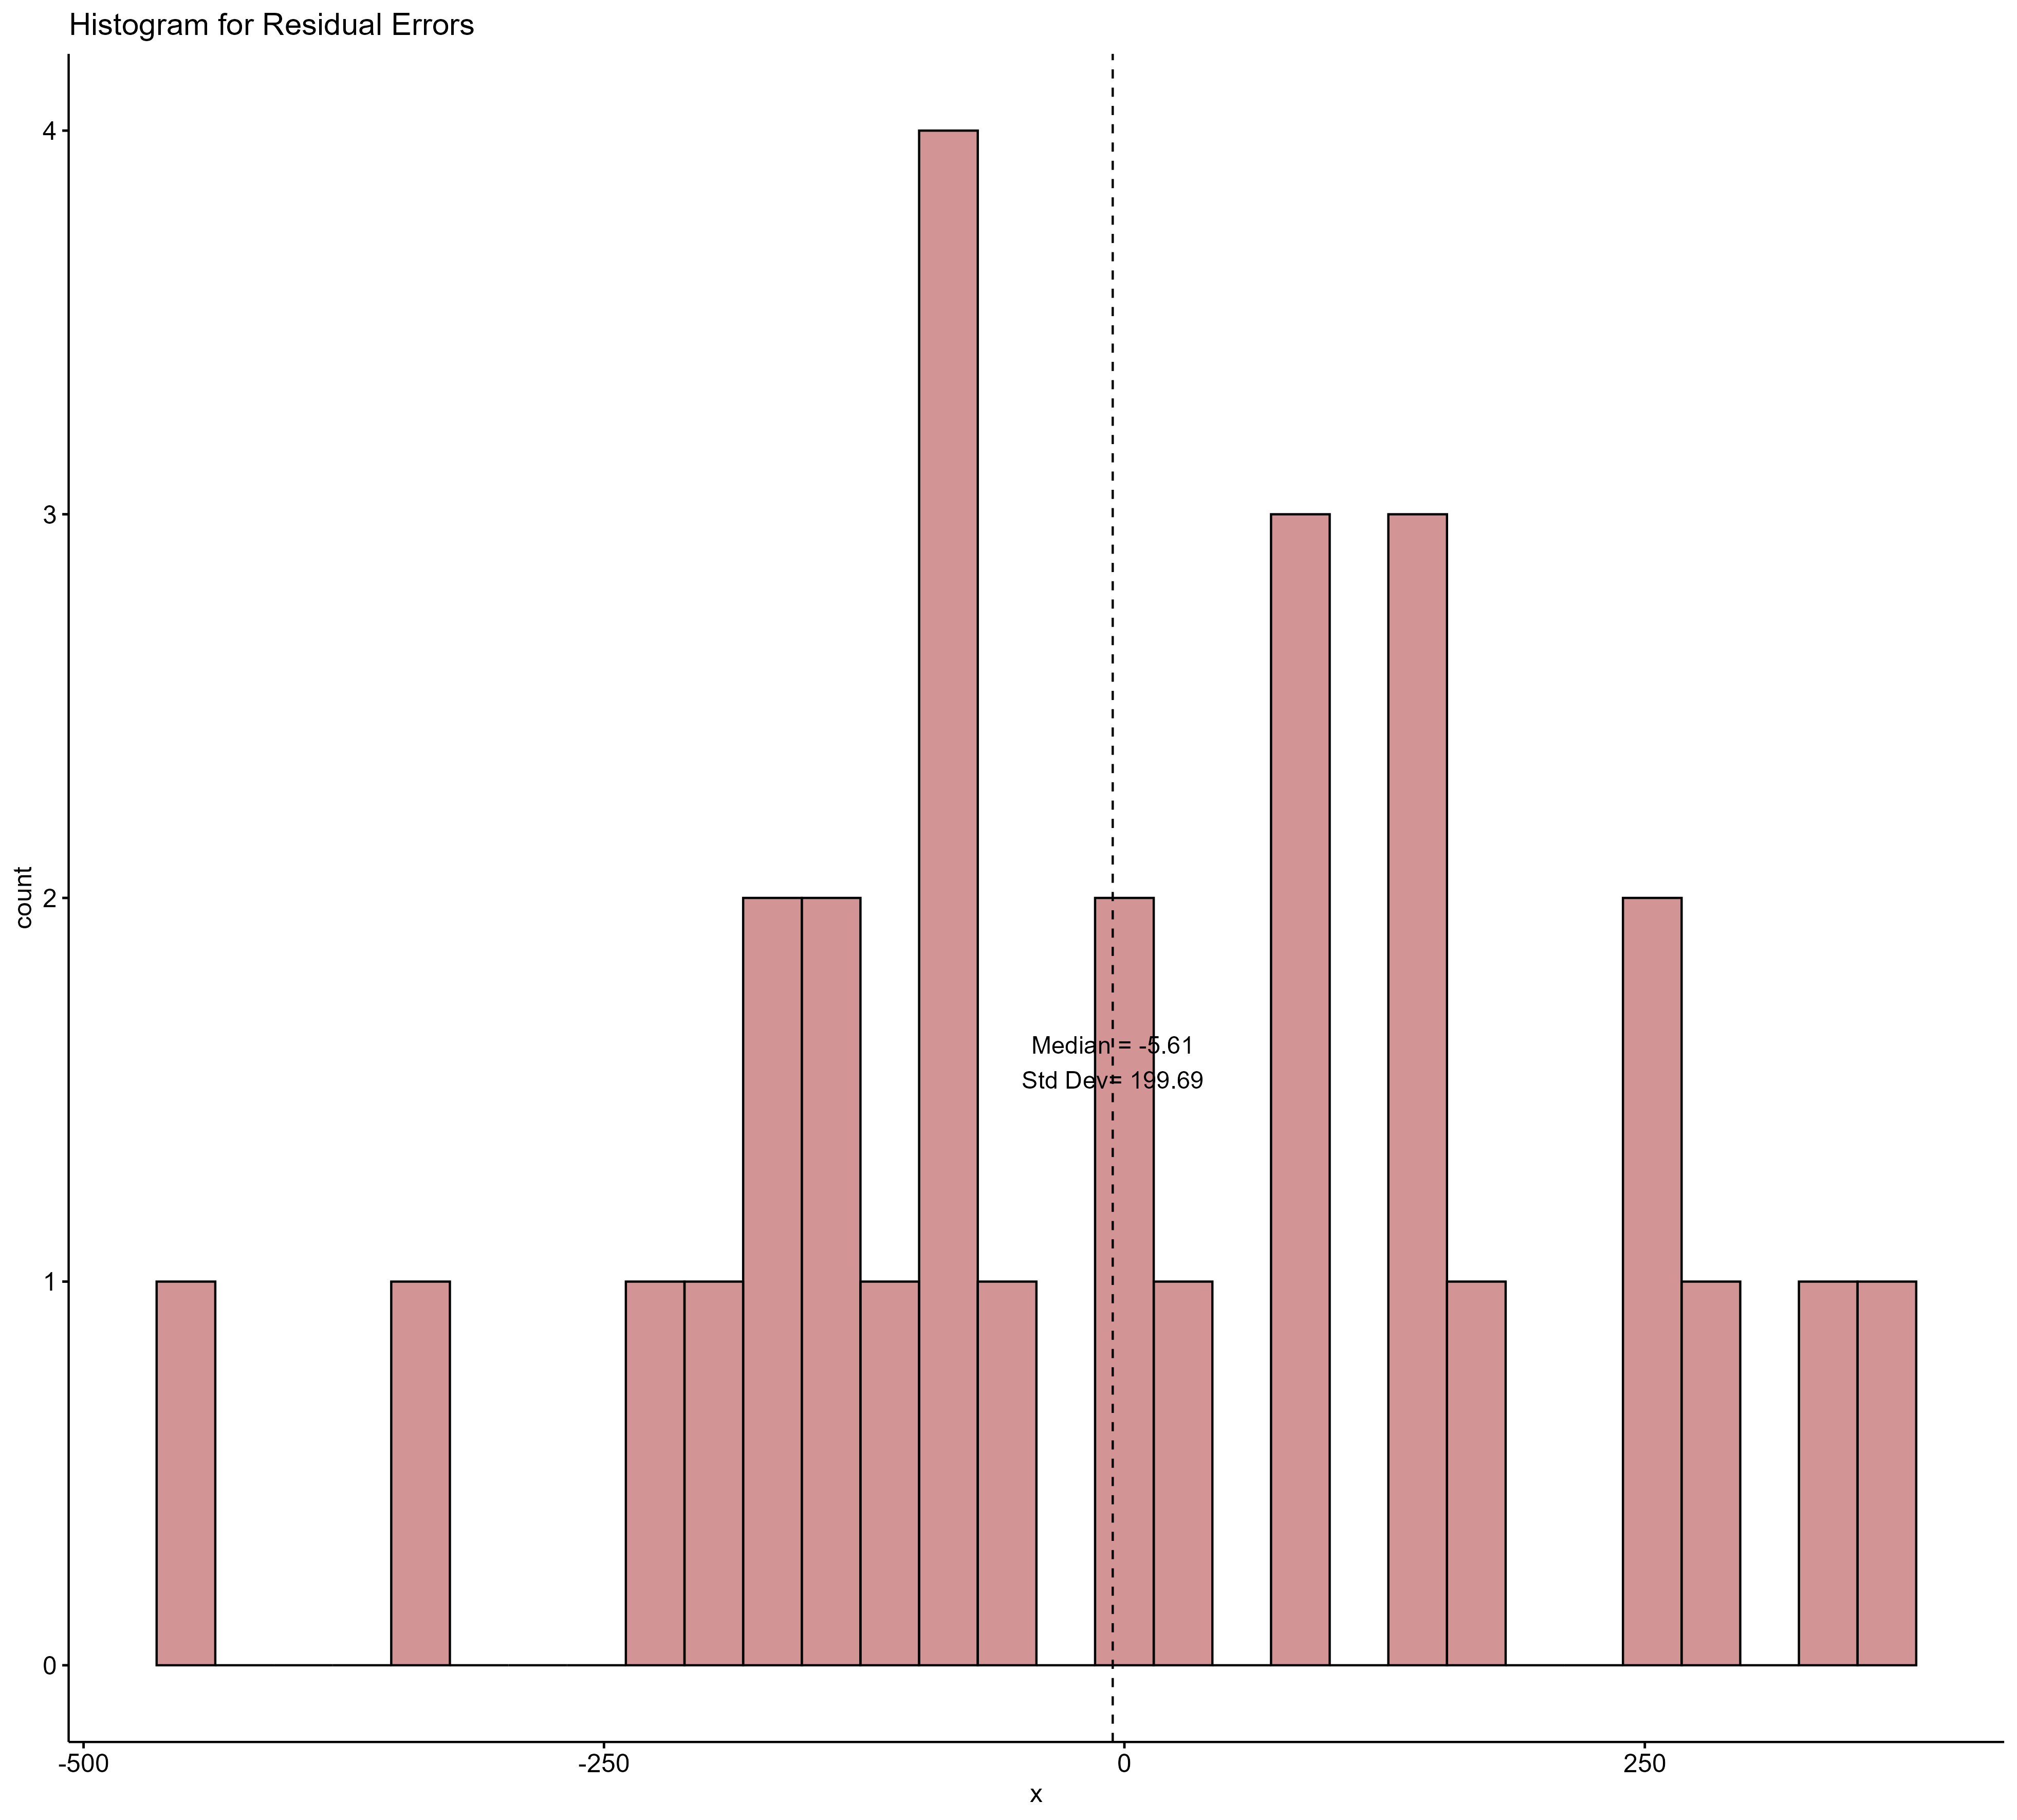 Histogram for Residual Errors
4
3
2
1
0
count
Median = -5.61
Std Dev= 199.69
-500 -250 0 250
x